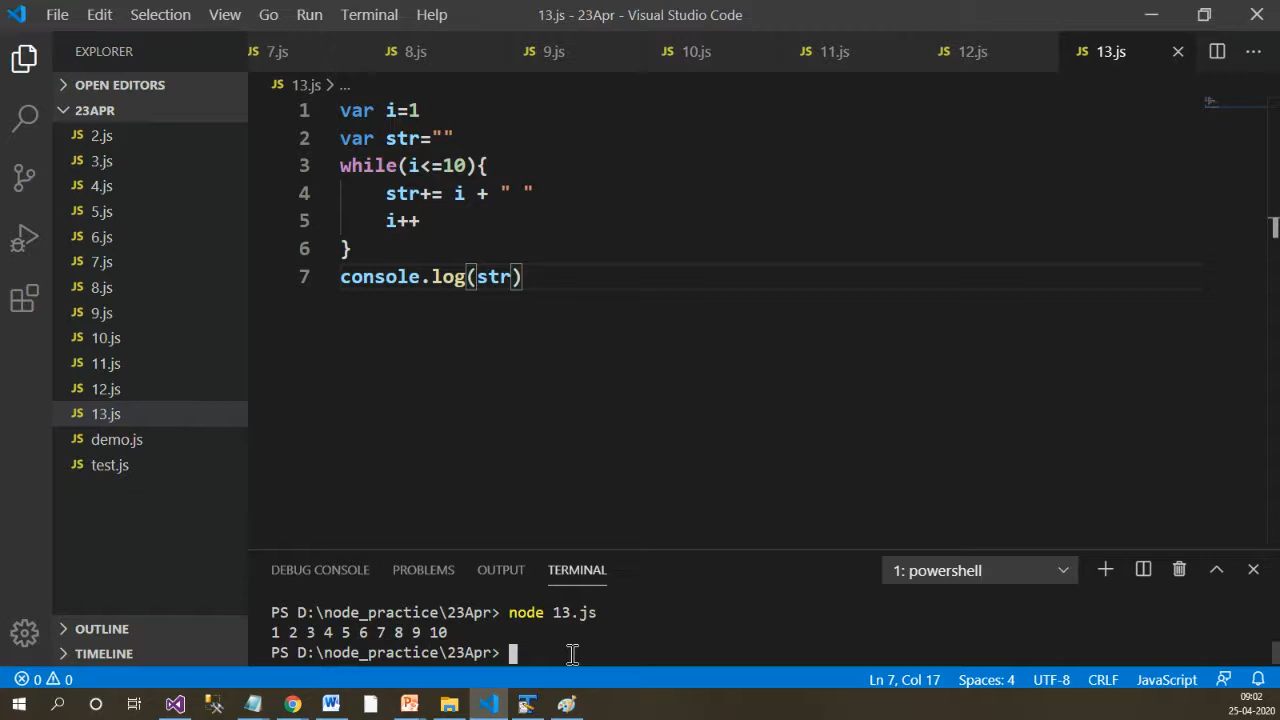 File Edit Selection View Go Run Terminal Help 13.js - 23Apr - Visual Studio Code
EXPLORER
JS 7.js JS 8.js JS 9.js JS 10.js JS 11.js JS 12.js JS 13.js
OPEN EDITORS
23APR
JS 2.js
JS 3.js
JS 4.js
JS 5.js
JS 6.js
JS 7.js
JS 8.js
JS 9.js
JS 10.js
JS 11.js
JS 12.js
JS 13.js
JS demo.js
JS test.js
OUTLINE
TIMELINE
JS 13.js > ...
1 var i=1
2 var str=""
3 while(i<=10){
4     str+= i + " "
5     i++
6 }
7 console.log(str)
DEBUG CONSOLE PROBLEMS OUTPUT TERMINAL 1: powershell
PS D:\node_practice\23Apr> node 13.js
1 2 3 4 5 6 7 8 9 10
PS D:\node_practice\23Apr>
0 0 Ln 7, Col 17 Spaces: 4 UTF-8 CRLF JavaScript
09:02
25-04-2020